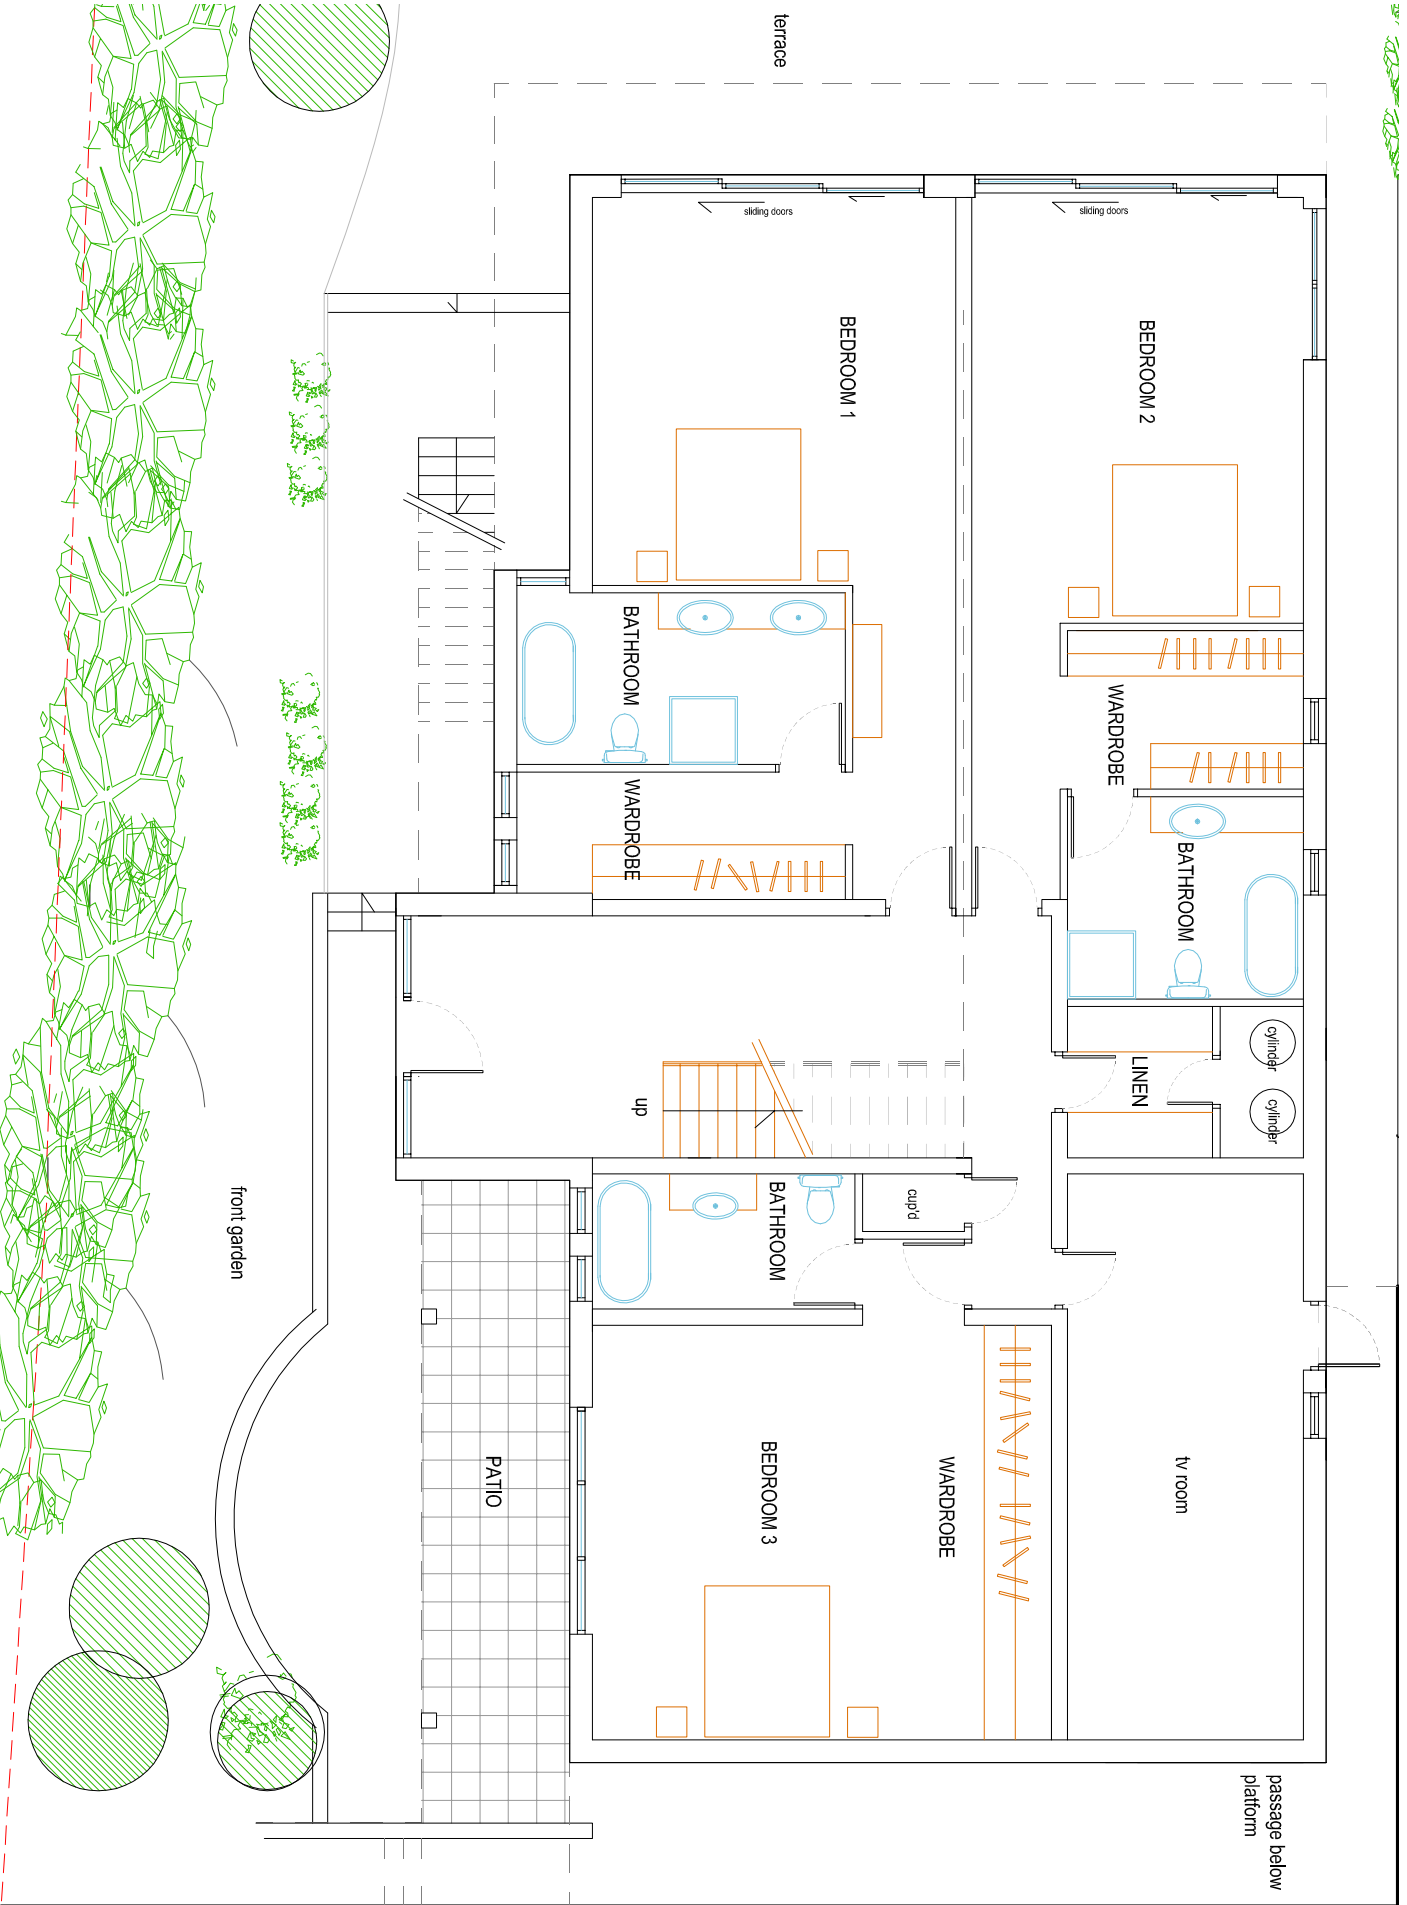 terrace
sliding doors
sliding doors
BEDROOM 1
BEDROOM 2
BATHROOM
WARDROBE
WARDROBE
BATHROOM
cylinder
cylinder
LINEN
up
BATHROOM
cup'd
front garden
PATIO
BEDROOM 3
WARDROBE
tv room
passage below
platform